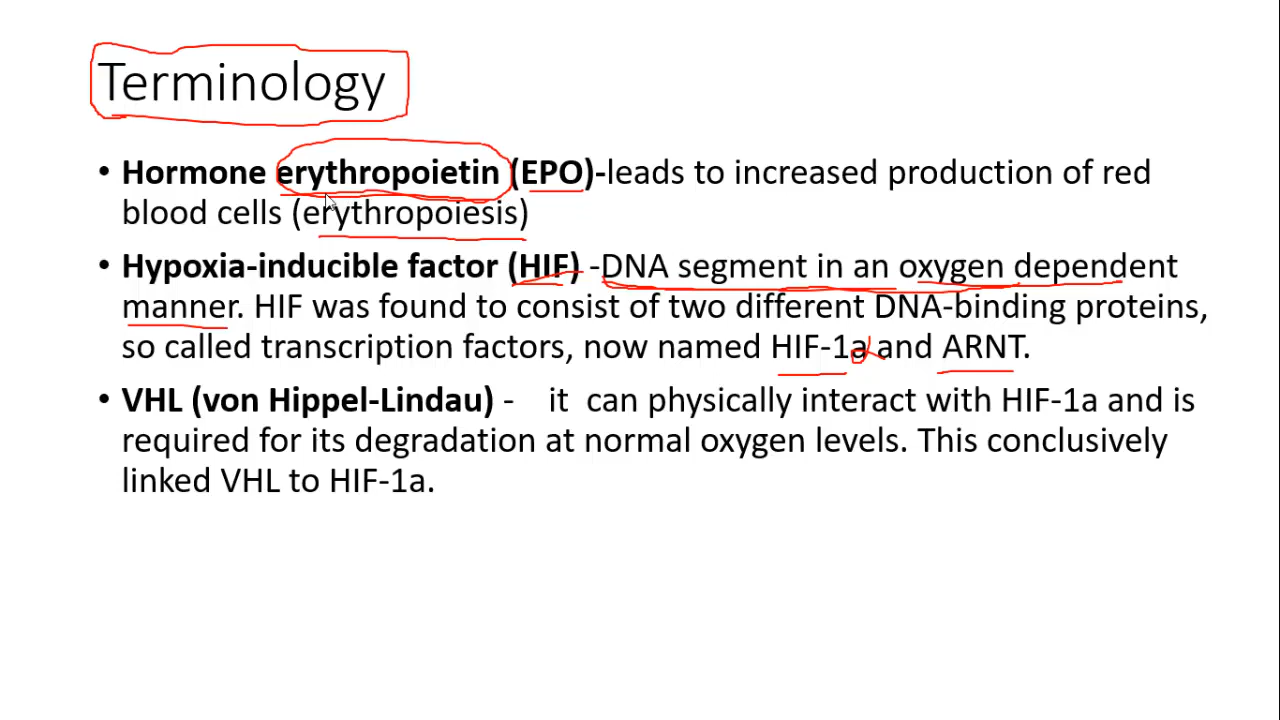 Terminology
• Hormone erythropoietin (EPO)-leads to increased production of red
blood cells (erythropoiesis)
• Hypoxia-inducible factor (HIF) -DNA segment in an oxygen dependent
manner. HIF was found to consist of two different DNA-binding proteins,
so called transcription factors, now named HIF-1a and ARNT.
• VHL (von Hippel-Lindau) - it can physically interact with HIF-1a and is
required for its degradation at normal oxygen levels. This conclusively
linked VHL to HIF-1a.